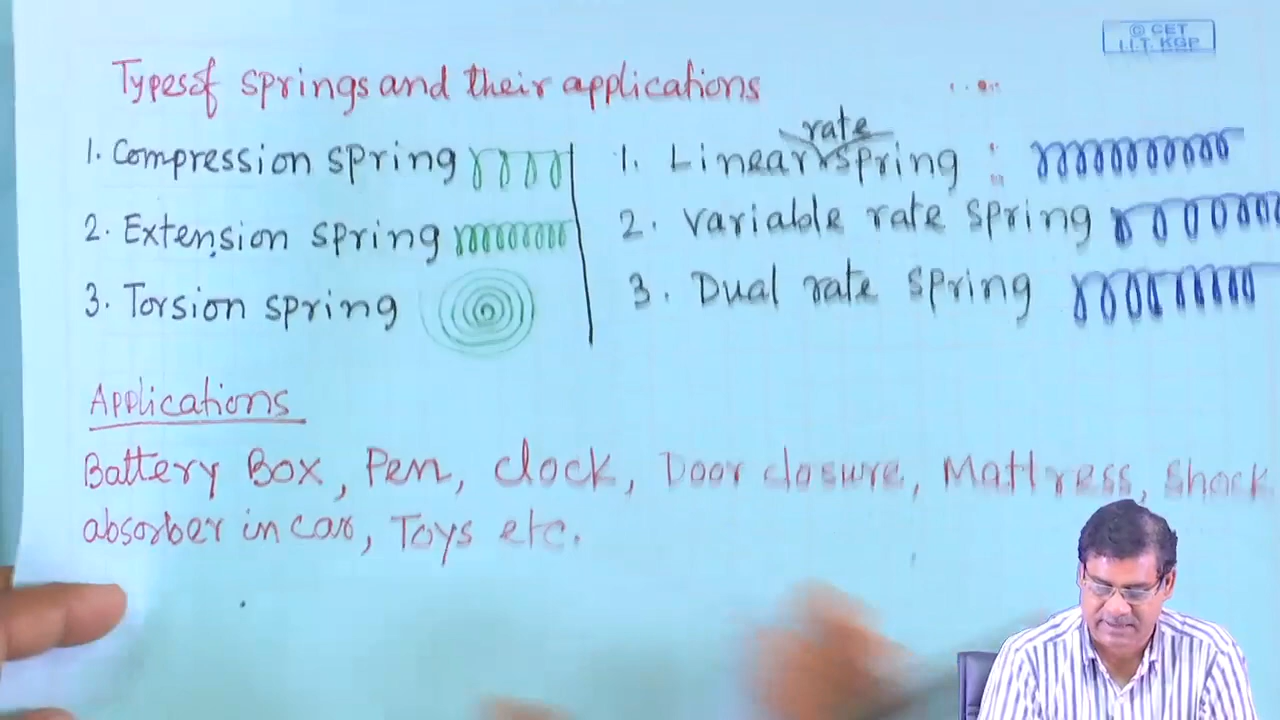 © CET
I.I.T. KGP
Types of springs and their applications
1. Compression spring
2. Extension spring
3. Torsion spring
1. Linear rate spring :
2. Variable rate spring
3. Dual rate spring
Applications
Battery Box, Pen, Clock, Door closure, Mattress, Shock
absorber in car, Toys etc.